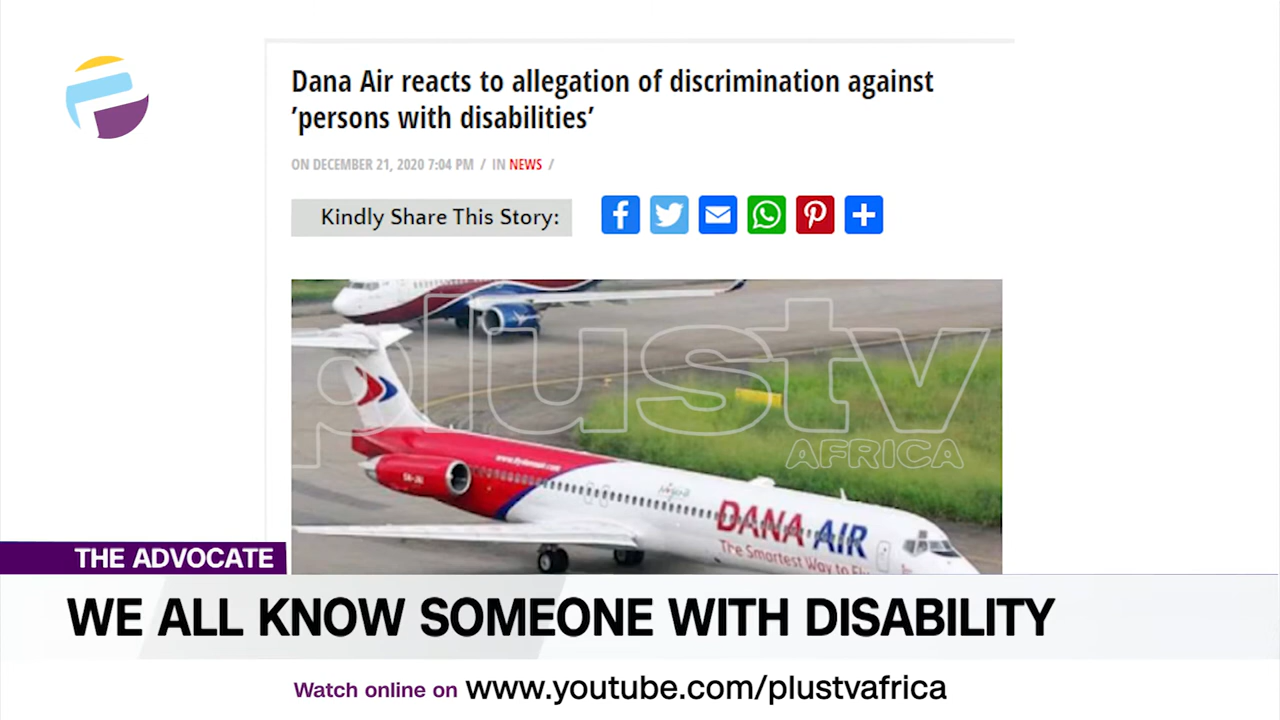 Dana Air reacts to allegation of discrimination against
'persons with disabilities'
ON DECEMBER 21, 2020 7:04 PM / IN NEWS /
Kindly Share This Story:
plustv
AFRICA
DANA AIR
The Smartest Way to Fl
THE ADVOCATE
WE ALL KNOW SOMEONE WITH DISABILITY
Watch online on www.youtube.com/plustvafrica